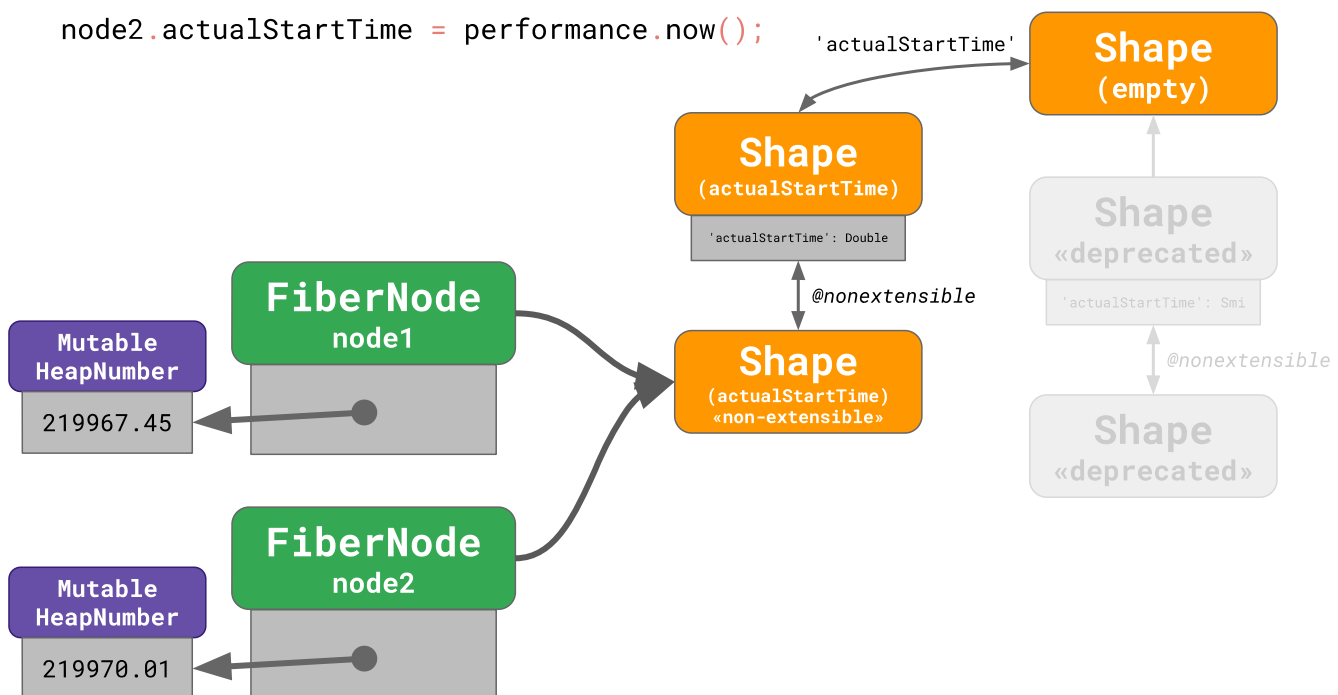 node2.actualStartTime = performance.now();
'actualStartTime'
Shape
(empty)
Shape
(actualStartTime)
'actualStartTime': Double
@nonextensible
Shape
(actualStartTime)
«non-extensible»
Shape
«deprecated»
'actualStartTime': Smi
@nonextensible
Shape
«deprecated»
FiberNode
node1
Mutable
HeapNumber
219967.45
FiberNode
node2
Mutable
HeapNumber
219970.01